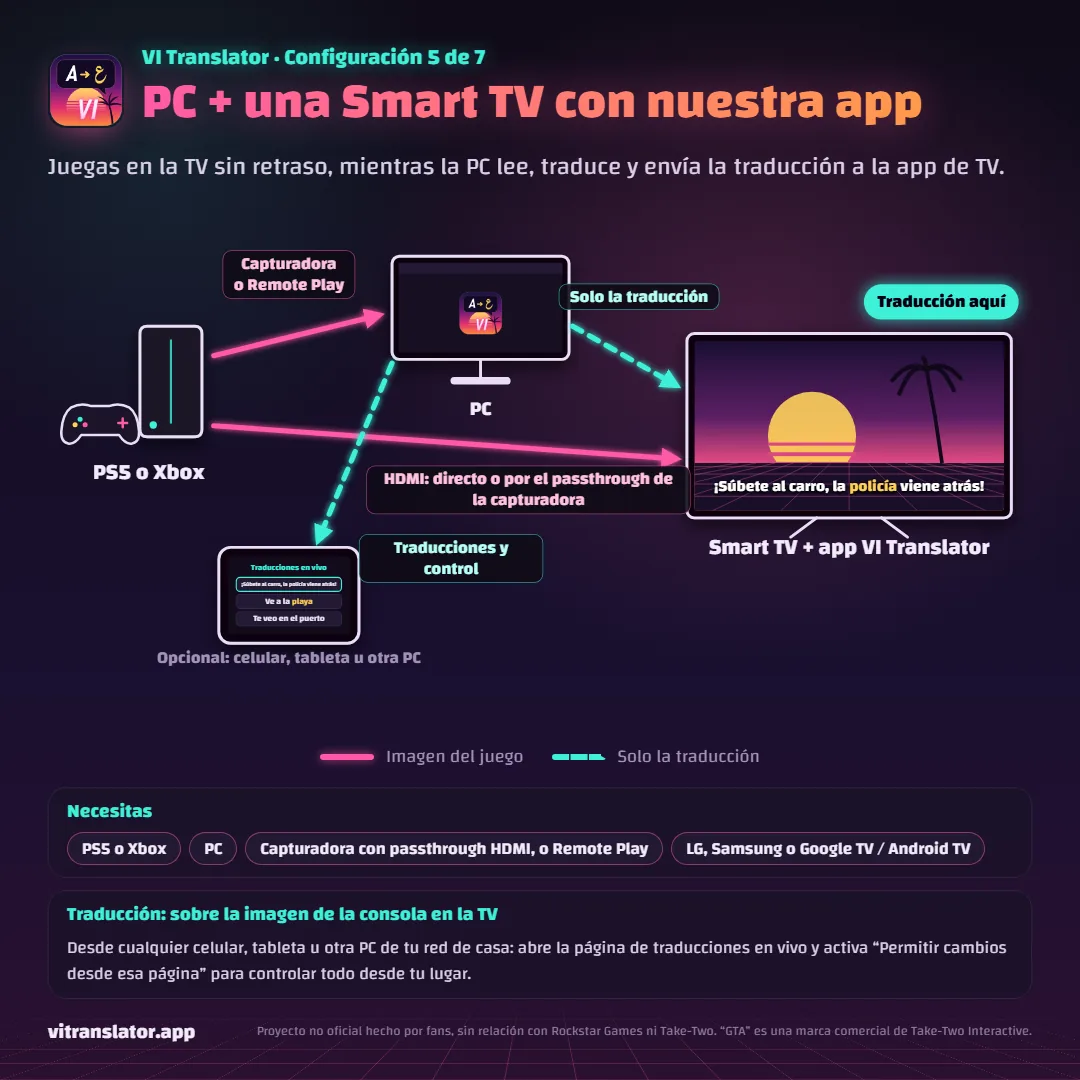 VI Translator · Configuración 5 de 7
A→ع
VI
PC + una Smart TV con nuestra app
Juegas en la TV sin retraso, mientras la PC lee, traduce y envía la traducción a la app de TV.
Capturadora
o Remote Play
A→ع
VI
Solo la traducción
Traducción aquí
PC
PS5 o Xbox
HDMI: directo o por el passthrough de
la capturadora
¡Súbete al carro, la policía viene atrás!
Smart TV + app VI Translator
Traducciones y
control
Traducciones en vivo
¡Súbete al carro, la policía viene atrás!
Ve a la playa
Te veo en el puerto
Opcional: celular, tableta u otra PC
Imagen del juego
Solo la traducción
Necesitas
PS5 o Xbox
PC
Capturadora con passthrough HDMI, o Remote Play
LG, Samsung o Google TV / Android TV
Traducción: sobre la imagen de la consola en la TV
Desde cualquier celular, tableta u otra PC de tu red de casa: abre la página de traducciones en vivo y activa “Permitir cambios
desde esa página” para controlar todo desde tu lugar.
vitranslator.app
Proyecto no oficial hecho por fans, sin relación con Rockstar Games ni Take-Two. “GTA” es una marca comercial de Take-Two Interactive.